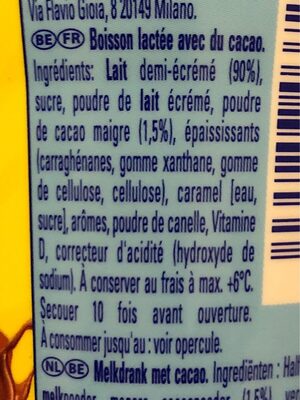 Via Flavio Gioia, 8 20149 Milano.
BE FR Boisson lactée avec du cacao.
Ingrédients: Lait demi-écrémé (90%),
sucre, poudre de lait écrémé, poudre
de cacao maigre (1,5%), épaississants
(carraghénanes, gomme xanthane, gomme
de cellulose, cellulose), caramel [eau,
sucre], arômes, poudre de canelle, Vitamine
D, correcteur d'acidité (hydroxyde de
sodium). À conserver au frais à max. +6°C.
Secouer 10 fois avant ouverture.
À consommer jusqu'au : voir opercule.
NL BE Melkdrank met cacao. Ingrediënten :